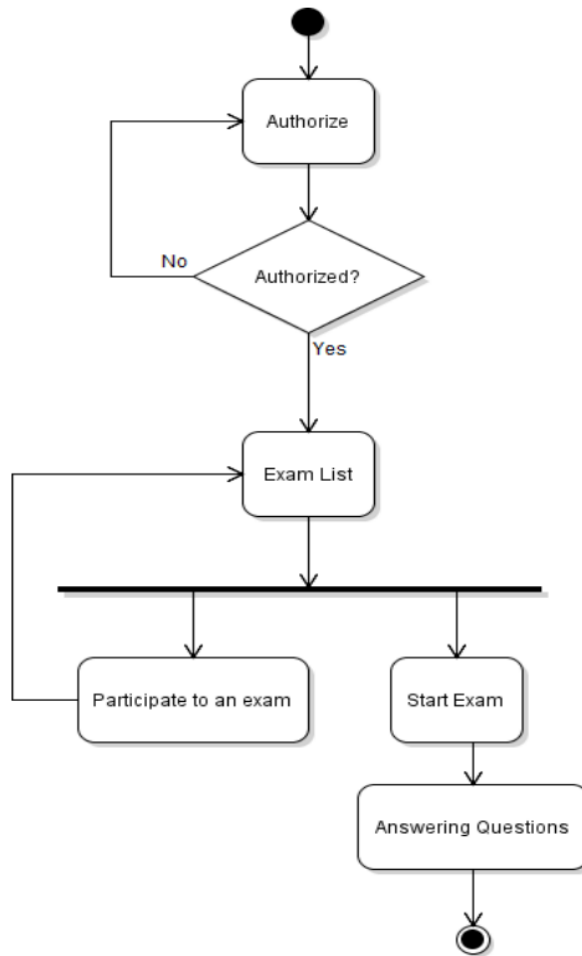 Authorize
Authorized?
No
Yes
Exam List
Participate to an exam
Start Exam
Answering Questions